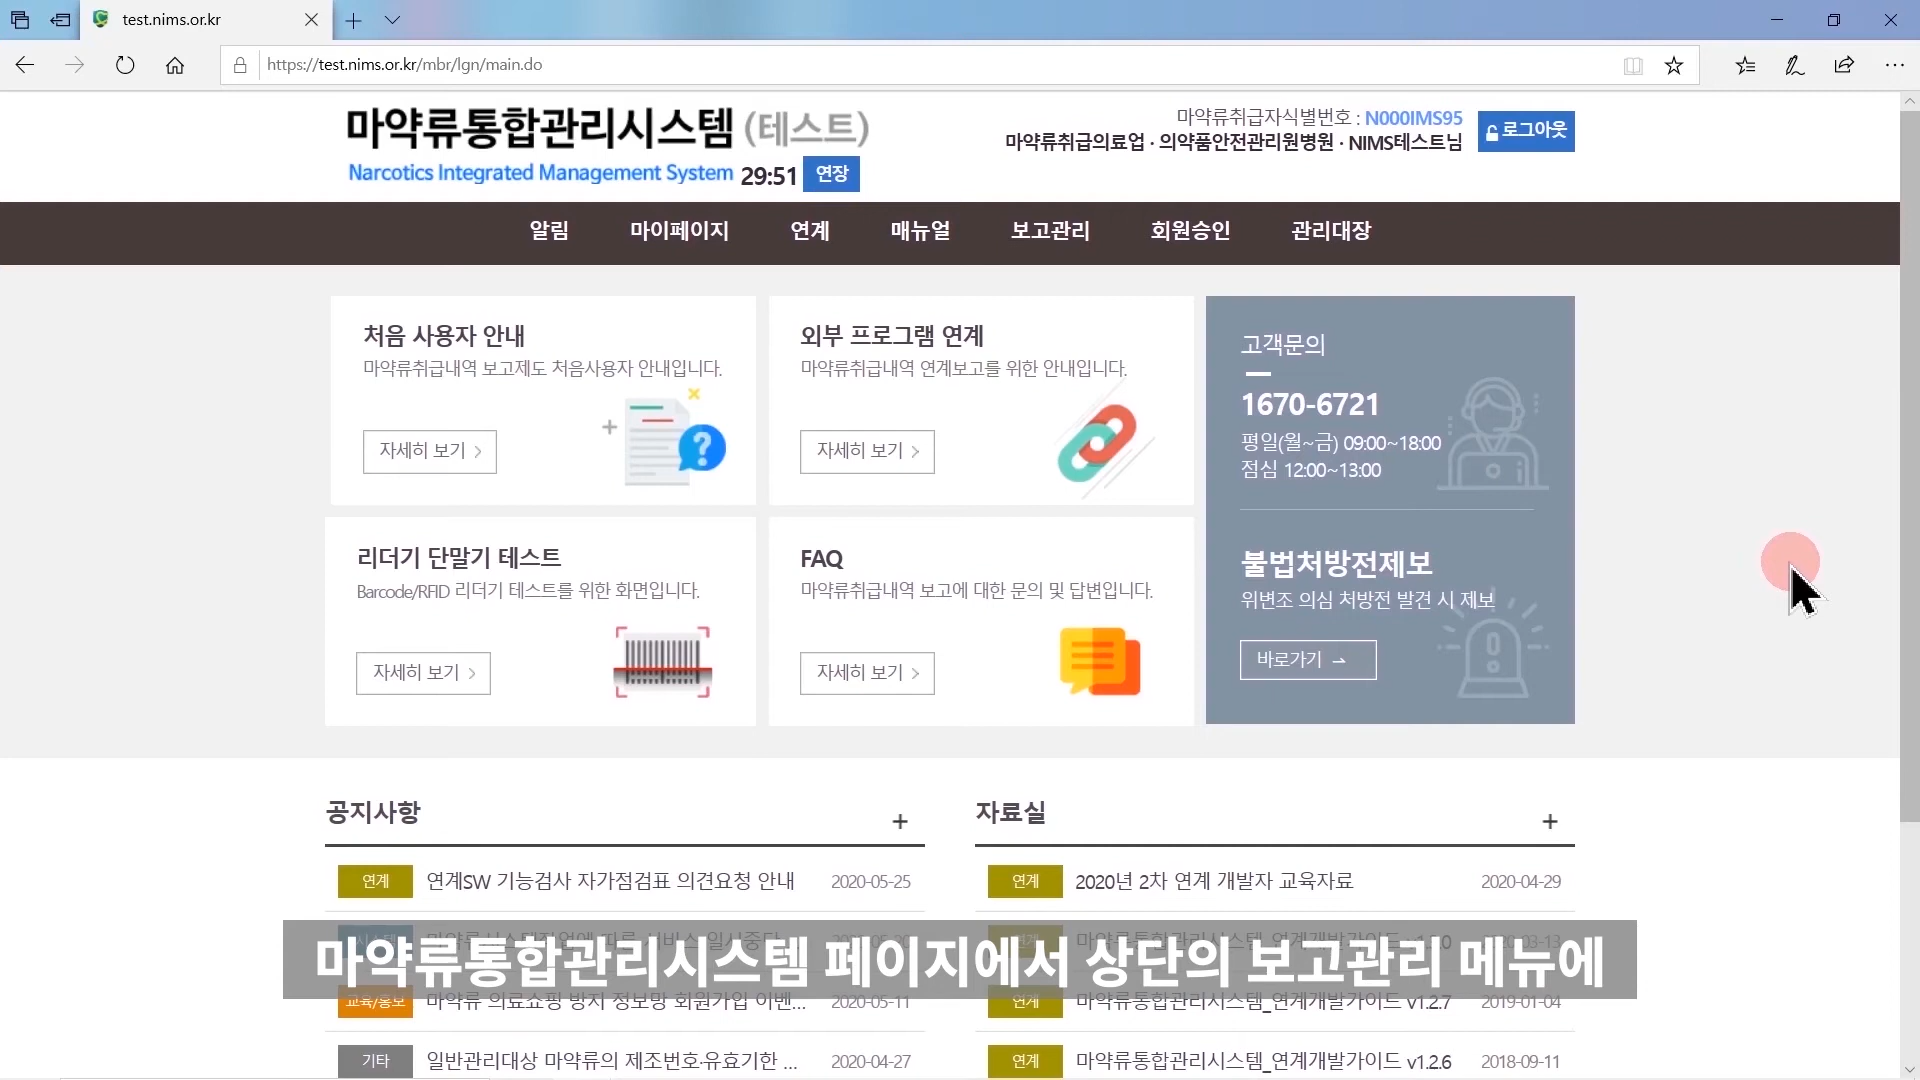 test.nims.or.kr
https://test.nims.or.kr/mbr/lgn/main.do
마약류통합관리시스템 (테스트)
Narcotics Integrated Management System 29:51 연장
마약류취급자식별번호 : N000IMS95
마약류취급의료업 · 의약품안전관리원병원 · NIMS테스트님
로그아웃
알림 마이페이지 연계 매뉴얼 보고관리 회원승인 관리대장
처음 사용자 안내
마약류취급내역 보고제도 처음사용자 안내입니다.
자세히 보기
외부 프로그램 연계
마약류취급내역 연계보고를 위한 안내입니다.
자세히 보기
고객문의
1670-6721
평일(월~금) 09:00~18:00
점심 12:00~13:00
리더기 단말기 테스트
Barcode/RFID 리더기 테스트를 위한 화면입니다.
자세히 보기
FAQ
마약류취급내역 보고에 대한 문의 및 답변입니다.
자세히 보기
불법처방전제보
위변조 의심 처방전 발견 시 제보
바로가기
공지사항
연계 연계SW 기능검사 자가점검표 의견요청 안내 2020-05-25
교육/홍보 마약류 의료쇼핑 방지 정보망 회원가입 이벤... 2020-05-11
기타 일반관리대상 마약류의 제조번호·유효기한 ... 2020-04-27
자료실
연계 2020년 2차 연계 개발자 교육자료 2020-04-29
연계 마약류통합관리시스템_연계개발가이드 v1.2.7 2019-01-04
연계 마약류통합관리시스템_연계개발가이드 v1.2.6 2018-09-11
마약류통합관리시스템 페이지에서 상단의 보고관리 메뉴에